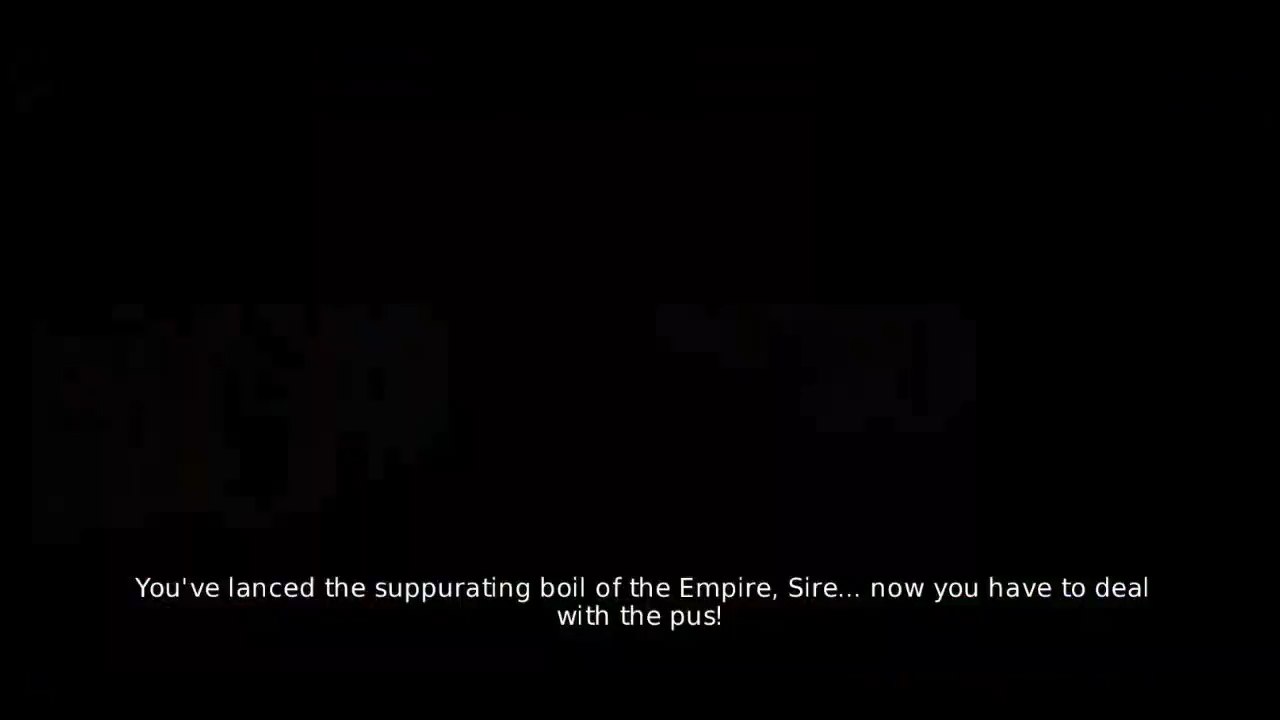 You've lanced the suppurating boil of the Empire, Sire... now you have to deal
with the pus!